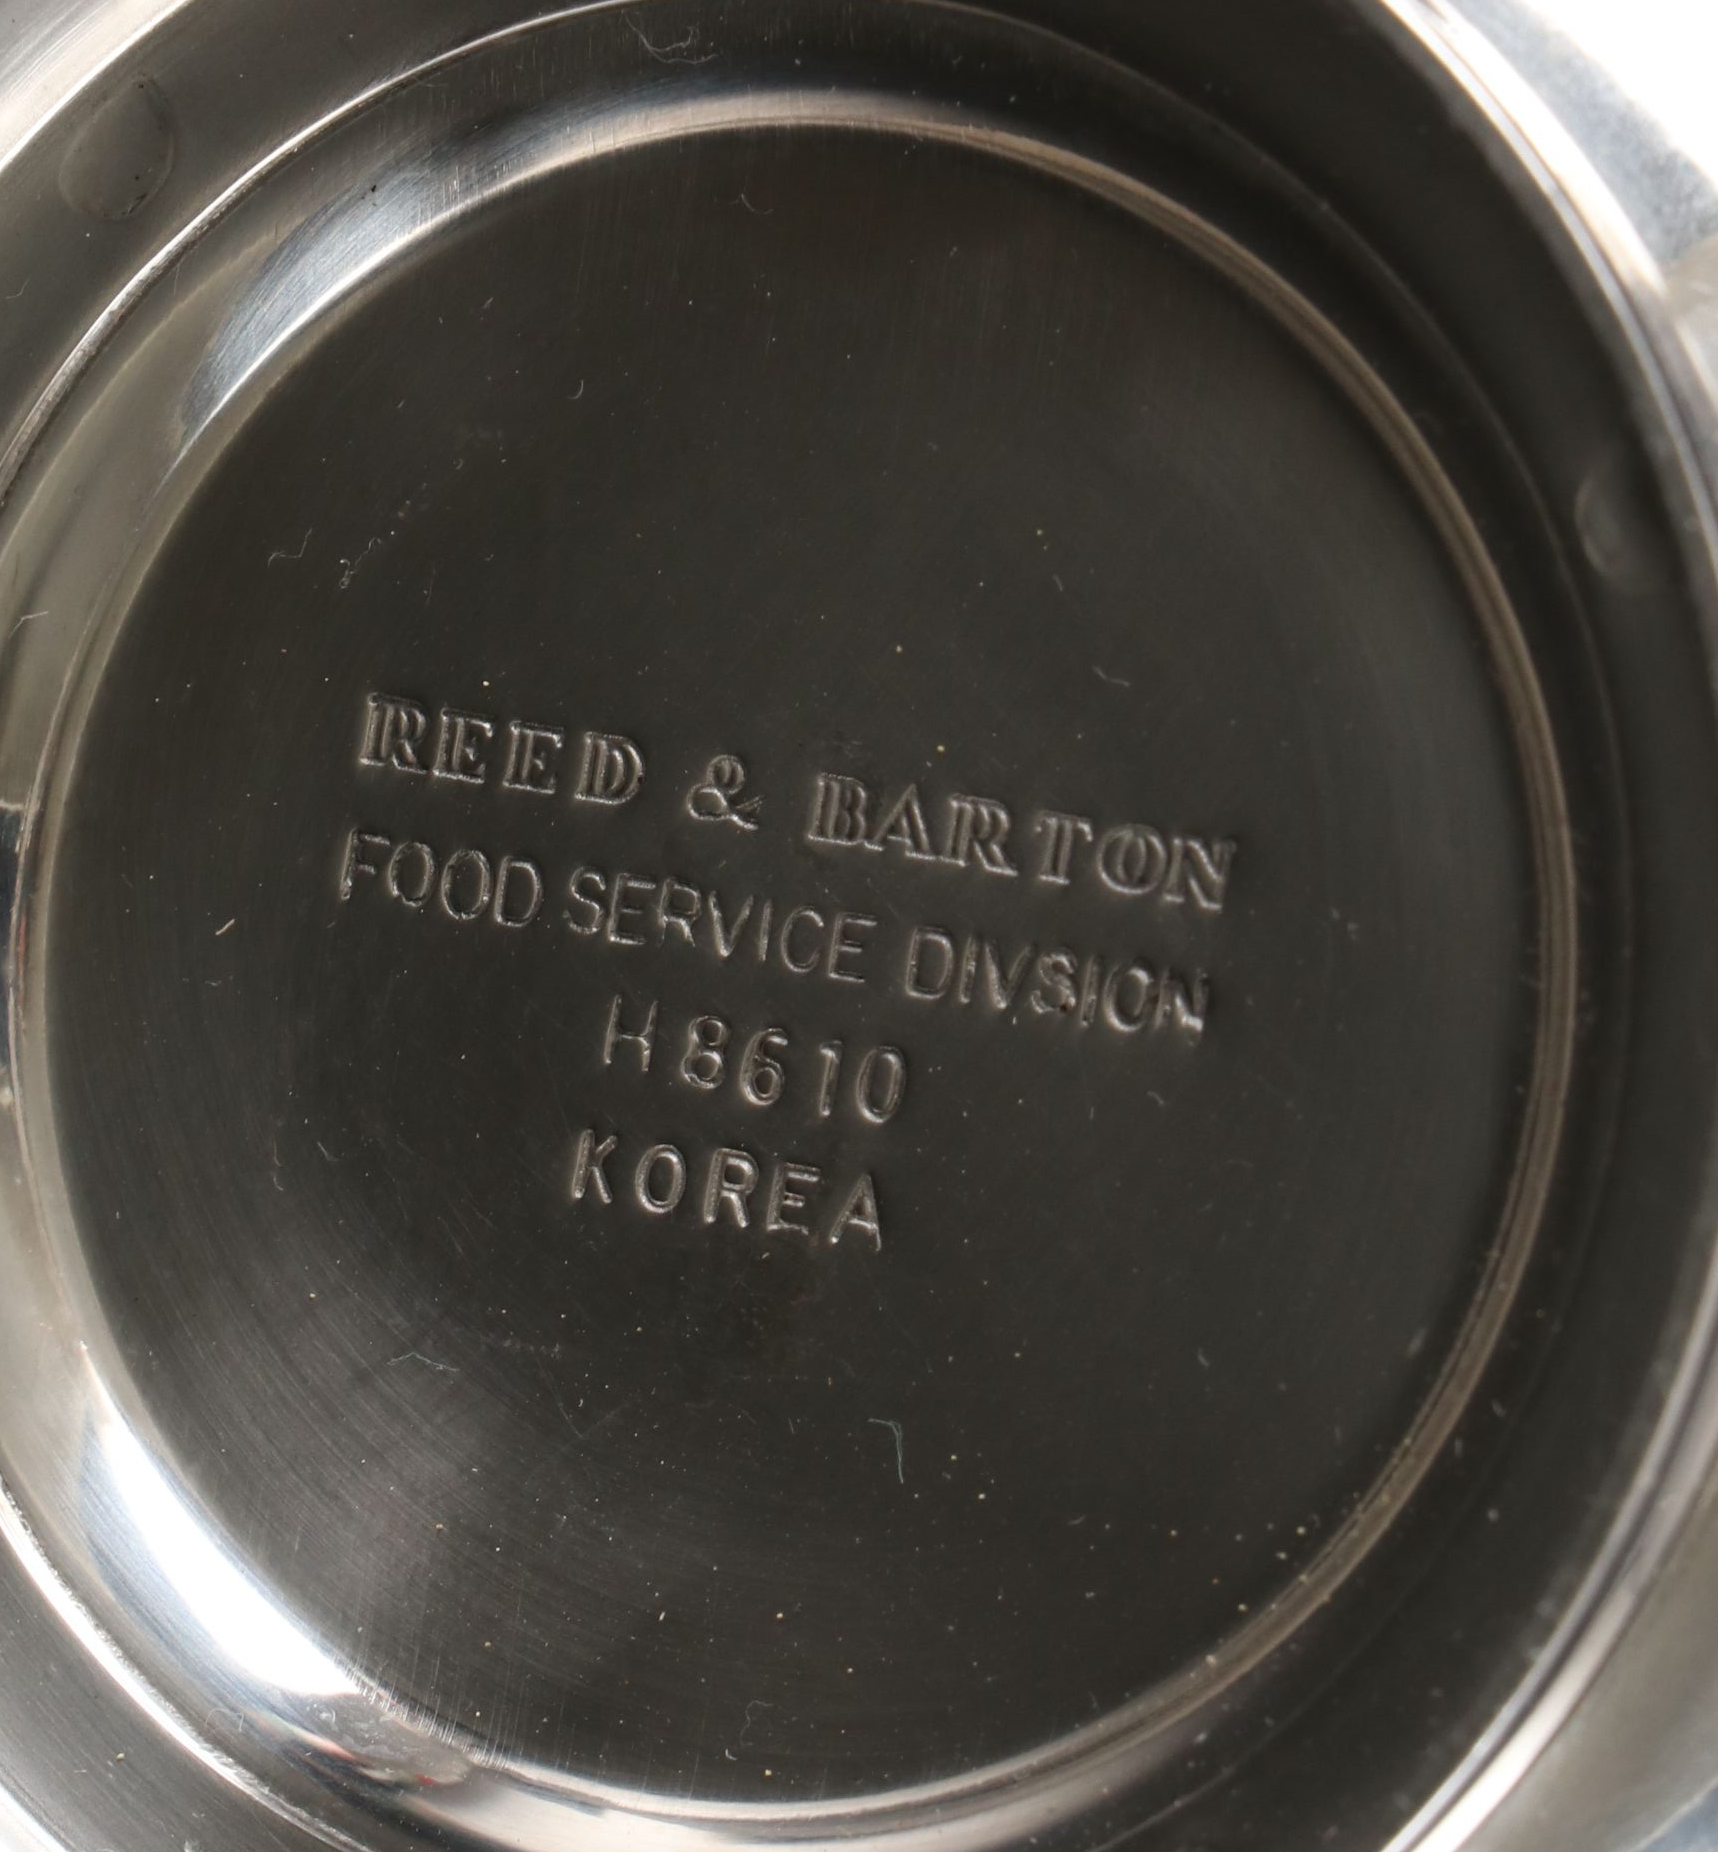 REED & BARTON
FOOD SERVICE DIVSION
H 8610
KOREA